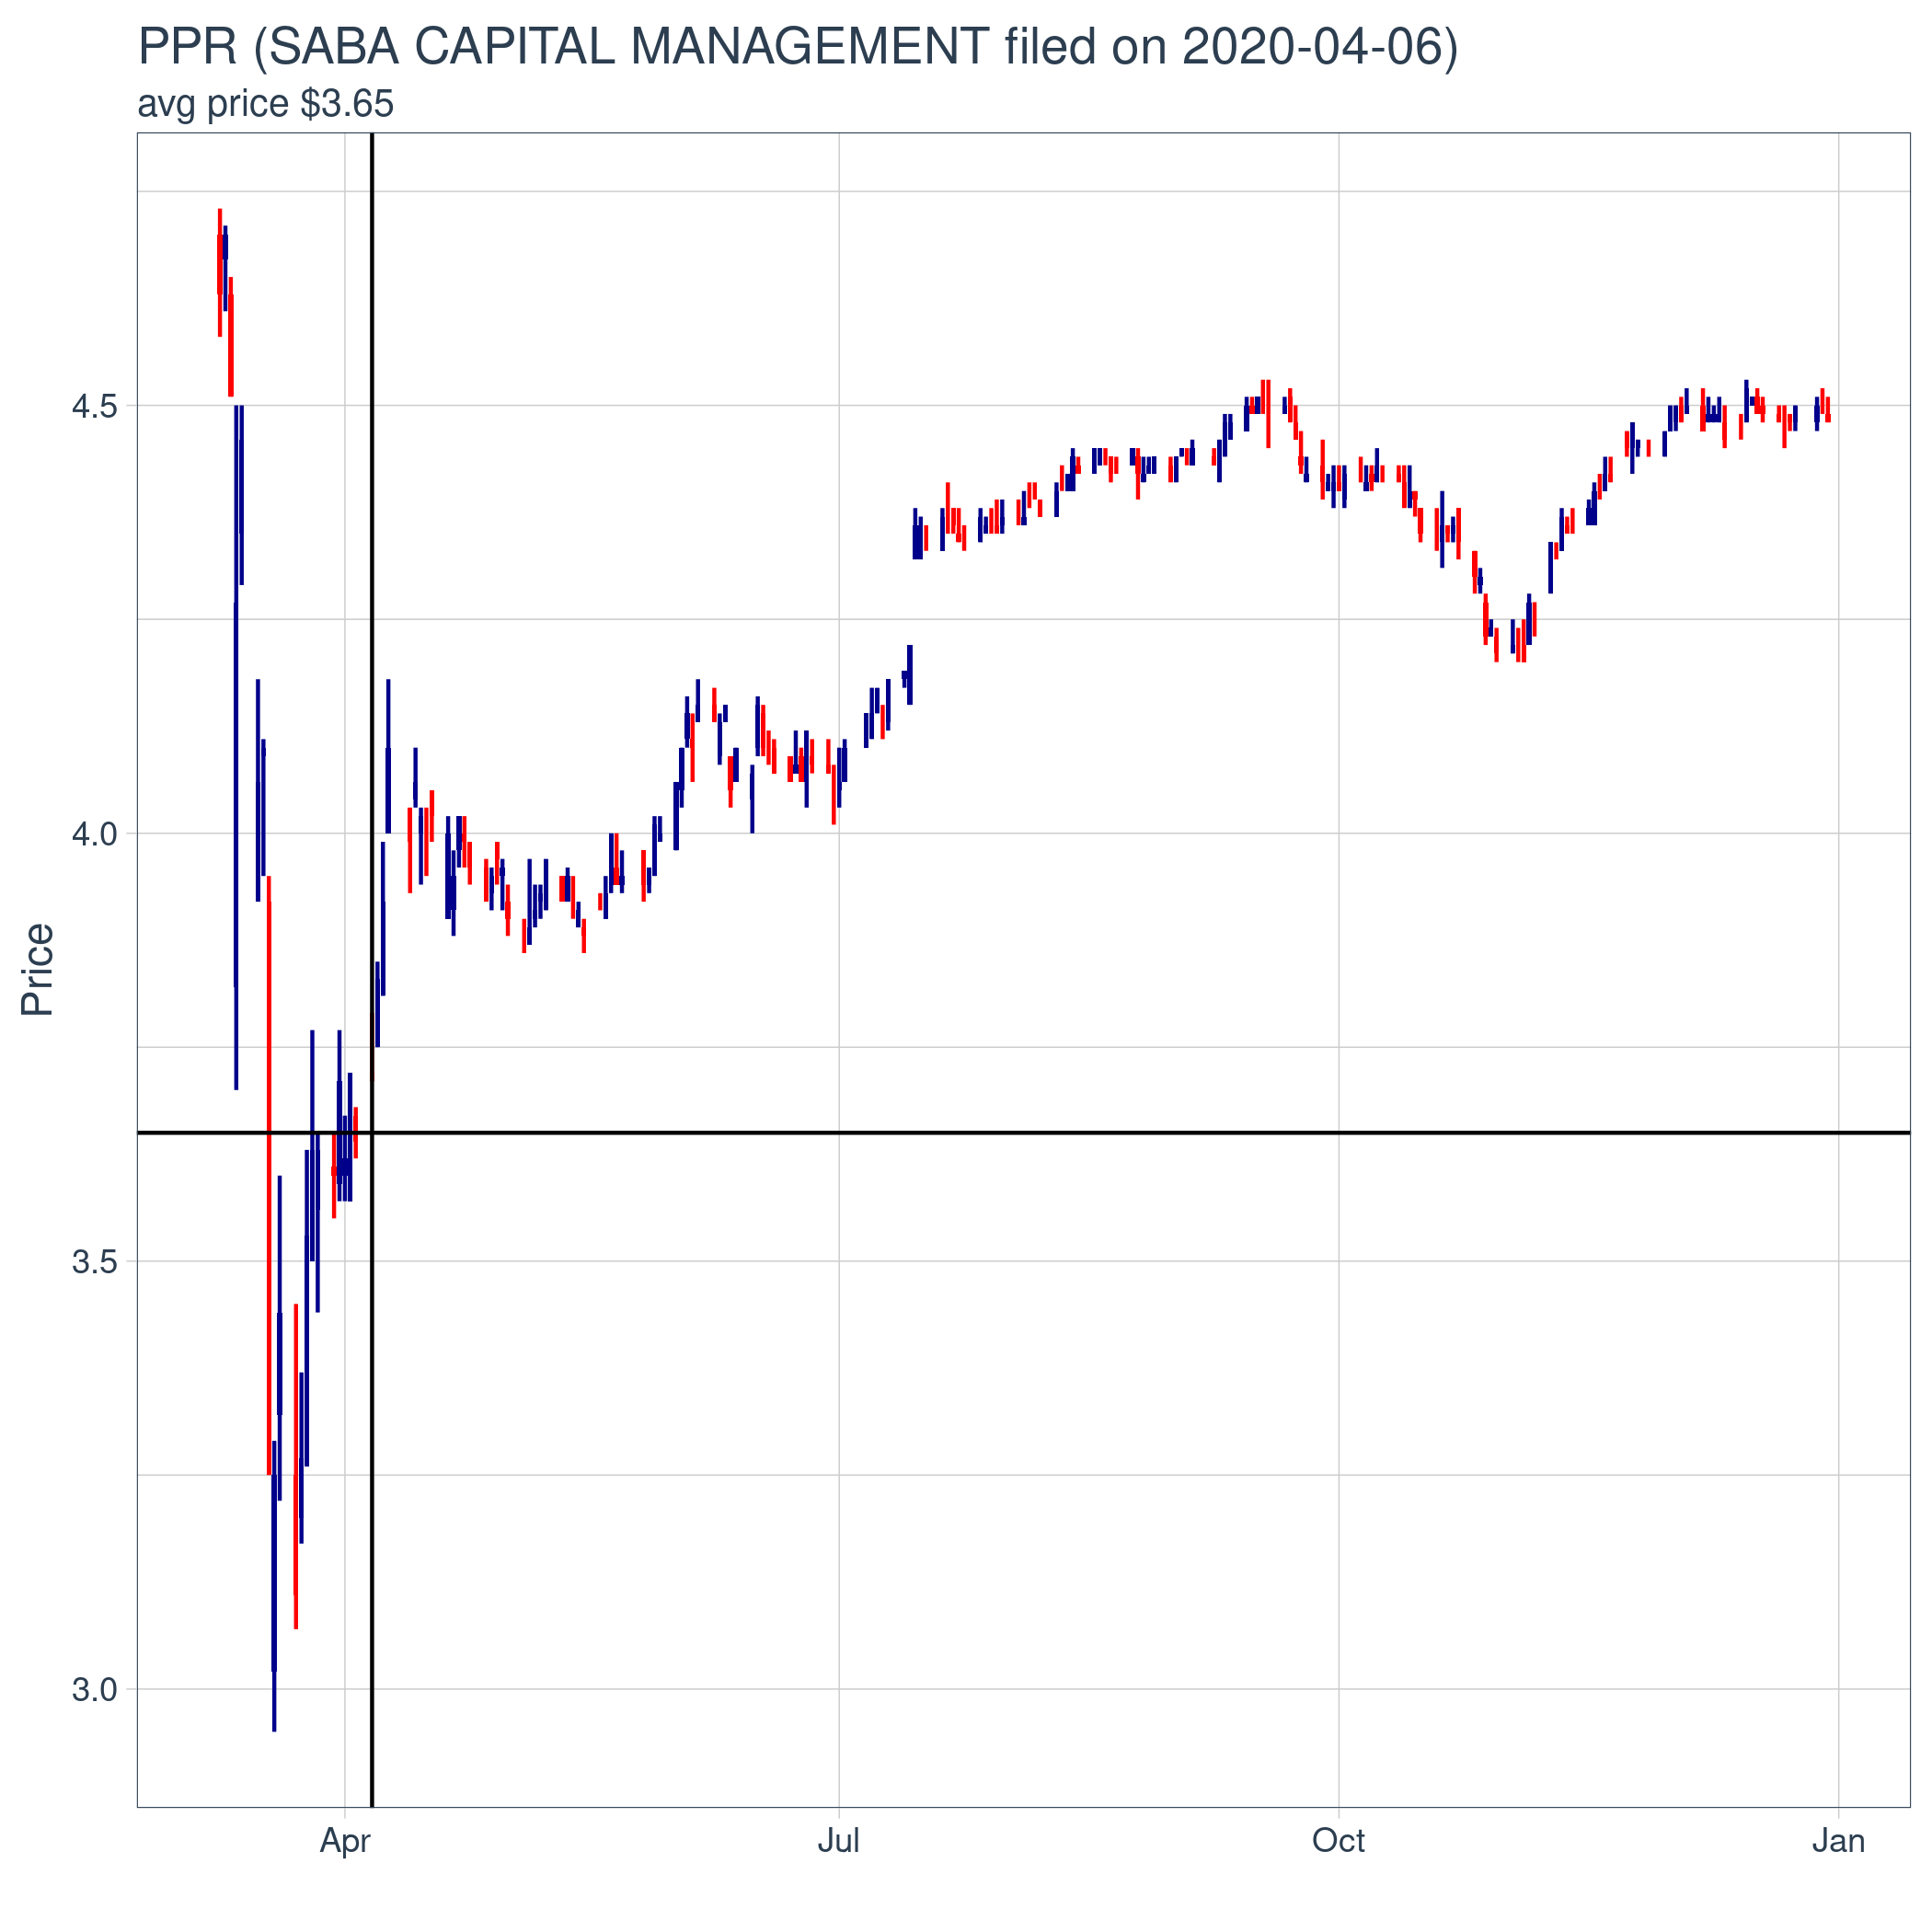 PPR (SABA CAPITAL MANAGEMENT filed on 2020-04-06)
avg price $3.65
4.5
4.0
Price
3.5
3.0
Apr Jul Oct Jan